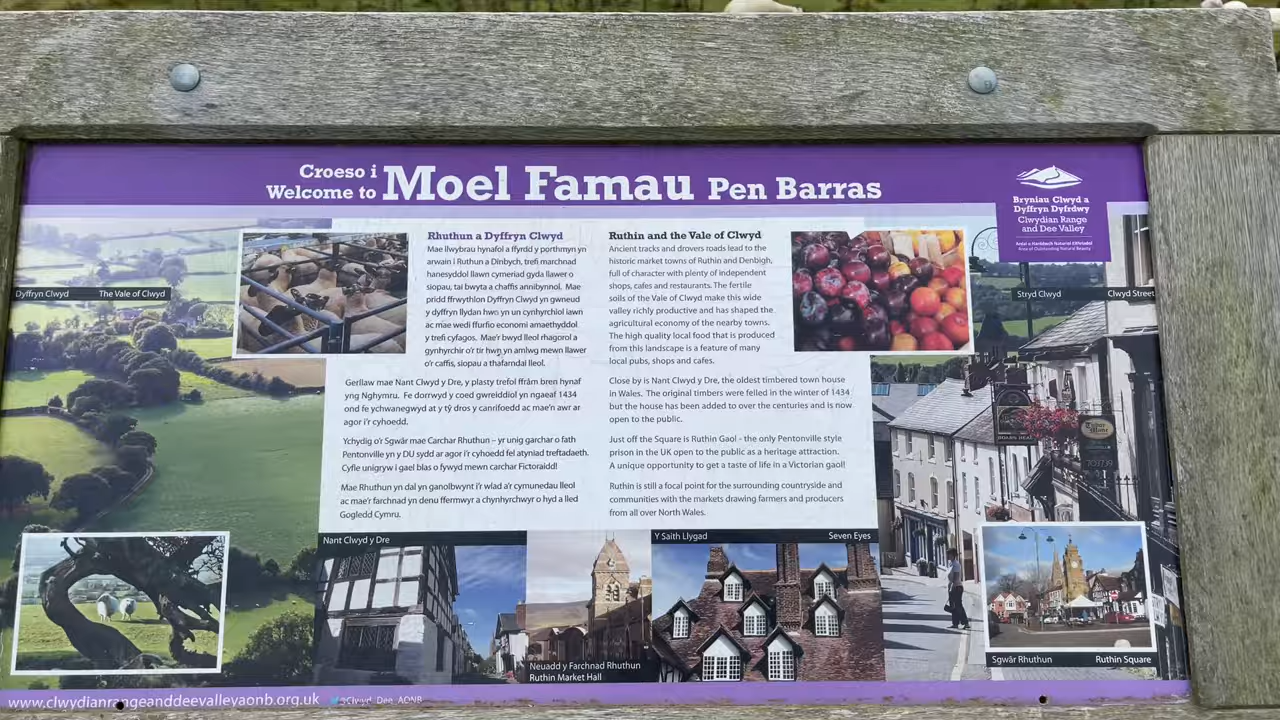 Croeso i
Welcome to
Moel Famau Pen Barras
Bryniau Clwyd a
Dyffryn Dyfrdwy
Clwydian Range
and Dee Valley
Ardal o Harddwch Naturiol Eithriadol
Area of Outstanding Natural Beauty
Dyffryn Clwyd The Vale of Clwyd
Rhuthun a Dyffryn Clwyd
Mae llwybrau hynafol a ffyrdd y porthmyn yn
arwain i Ruthun a Dinbych, trefi marchnad
hanesyddol llawn cymeriad gyda llawer o
siopau, tai bwyta a chaffis annibynnol. Mae
pridd ffrwythlon Dyffryn Clwyd yn gwneud
y dyffryn llydan hwn yn un cynhyrchiol iawn
ac mae wedi ffurfio economi amaethyddol
y trefi cyfagos. Mae'r bwyd lleol rhagorol a
gynhyrchir o'r tir hwn yn amlwg mewn llawer
o'r caffis, siopau a thafarndai lleol.
Gerllaw mae Nant Clwyd y Dre, y plasty trefol ffrâm bren hynaf
yng Nghymru. Fe dorrwyd y coed gwreiddiol yn ngaeaf 1434
ond fe ychwanegwyd at y tŷ dros y canrifoedd ac mae'n awr ar
agor i'r cyhoedd.
Ychydig o'r Sgwâr mae Carchar Rhuthun – yr unig garchar o fath
Pentonville yn y DU sydd ar agor i'r cyhoedd fel atyniad treftadaeth.
Cyfle unigryw i gael blas o fywyd mewn carchar Fictoraidd!
Mae Rhuthun yn dal yn ganolbwynt i'r wlad a'r cymunedau lleol
ac mae'r farchnad yn denu ffermwyr a chynhyrchwyr o hyd a lled
Gogledd Cymru.
Ruthin and the Vale of Clwyd
Ancient tracks and drovers roads lead to the
historic market towns of Ruthin and Denbigh,
full of character with plenty of independent
shops, cafes and restaurants. The fertile
soils of the Vale of Clwyd make this wide
valley richly productive and has shaped the
agricultural economy of the nearby towns.
The high quality local food that is produced
from this landscape is a feature of many
local pubs, shops and cafes.
Close by is Nant Clwyd y Dre, the oldest timbered town house
in Wales. The original timbers were felled in the winter of 1434
but the house has been added to over the centuries and is now
open to the public.
Just off the Square is Ruthin Gaol - the only Pentonville style
prison in the UK open to the public as a heritage attraction.
A unique opportunity to get a taste of life in a Victorian gaol!
Ruthin is still a focal point for the surrounding countryside and
communities with the markets drawing farmers and producers
from all over North Wales.
Stryd Clwyd Clwyd Street
Nant Clwyd y Dre
Neuadd y Farchnad Rhuthun
Ruthin Market Hall
Y Saith Llygad Seven Eyes
Sgwâr Rhuthun Ruthin Square
www.clwydianrangeanddeevalleyaonb.org.uk @Clwyd_Dee_AONB